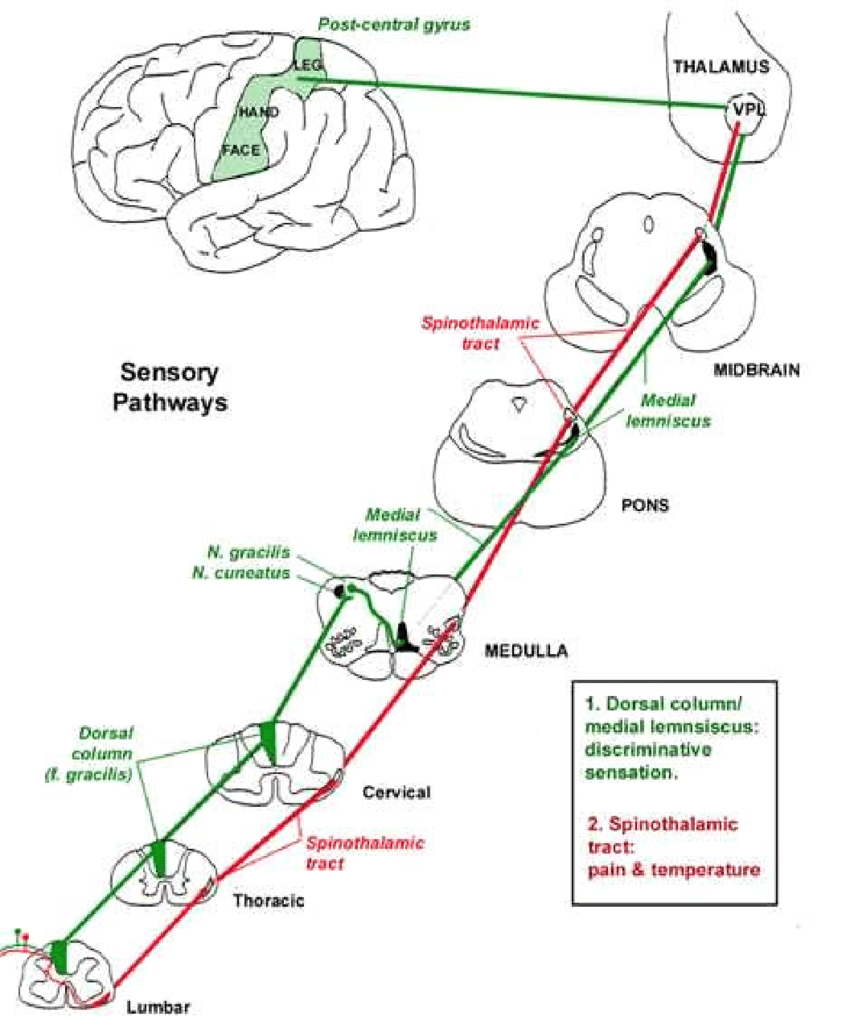 Post-central gyrus
LEG
HAND
FACE
THALAMUS
VPL
Spinothalamic
tract
MIDBRAIN
Sensory
Pathways
Medial
lemniscus
PONS
Medial
lemniscus
N. gracilis
N. cuneatus
MEDULLA
1. Dorsal column/
medial lemnsiscus:
discriminative
sensation.
2. Spinothalamic
tract:
pain & temperature
Dorsal
column
(f. gracilis)
Cervical
Spinothalamic
tract
Thoracic
Lumbar